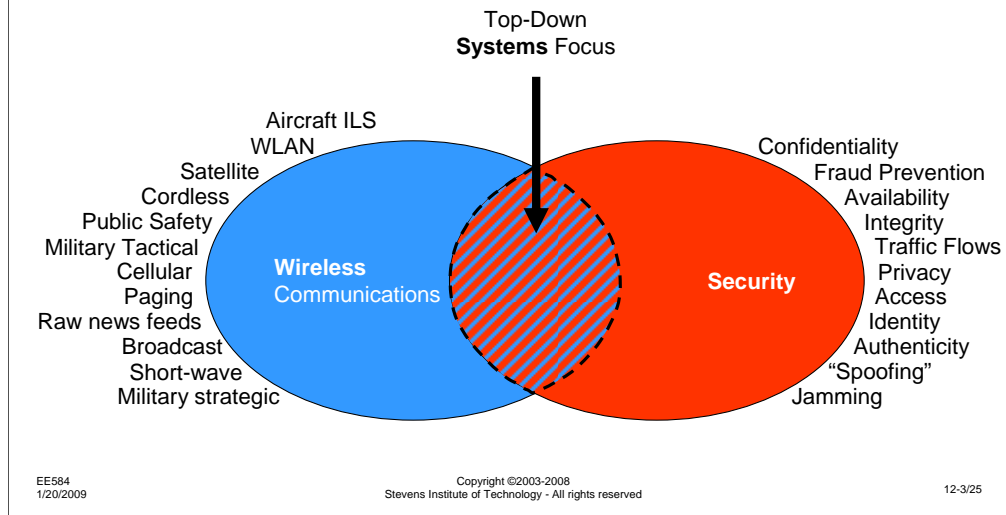 Top-Down
Systems Focus
Aircraft ILS
WLAN
Satellite
Cordless
Public Safety
Military Tactical
Cellular
Paging
Raw news feeds
Broadcast
Short-wave
Military strategic
Wireless
Communications
Security
Confidentiality
Fraud Prevention
Availability
Integrity
Traffic Flows
Privacy
Access
Identity
Authenticity
“Spoofing”
Jamming
EE584
1/20/2009
Copyright ©2003-2008
Stevens Institute of Technology - All rights reserved
12-3/25